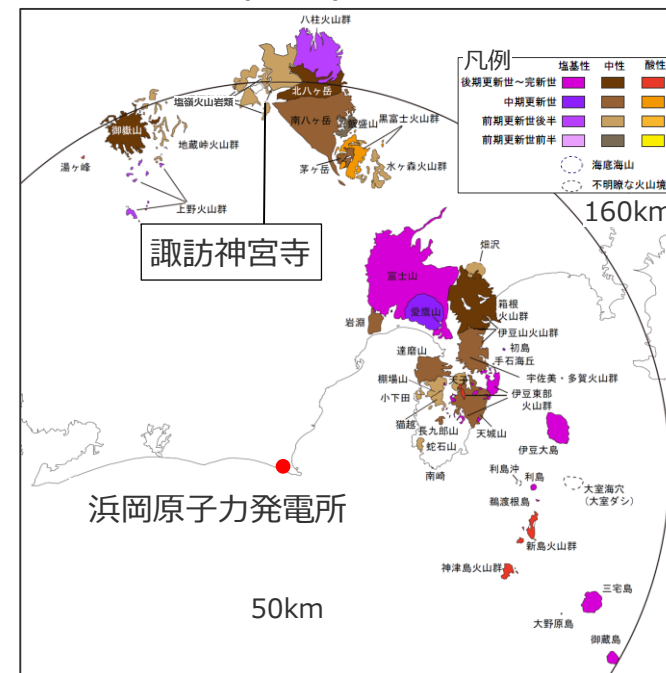 八柱火山群
凡例
塩基性 中性 酸性
後期更新世～完新世
中期更新世
前期更新世後半
前期更新世前半
海底海山
不明瞭な火山境
160km
塩嶺火山岩類
北八ヶ岳
御嶽山
南八ヶ岳
飯盛山
黒富士火山群
地蔵峠火山群
湯ヶ峰
茅ヶ岳
水ヶ森火山群
上野火山群
諏訪神宮寺
畑沢
富士山
愛鷹山
箱根
火山群
岩淵
伊豆山火山群
達磨山
初島
手石海丘
棚場山
天子
宇佐美・多賀火山群
小下田
伊豆東部
火山群
猫越
長九郎山
天城山
蛇石山
伊豆大島
南崎
利島沖
利島
大室海穴
(大室ダシ)
鵜渡根島
浜岡原子力発電所
新島火山群
神津島火山群
50km
三宅島
大野原島
御蔵島